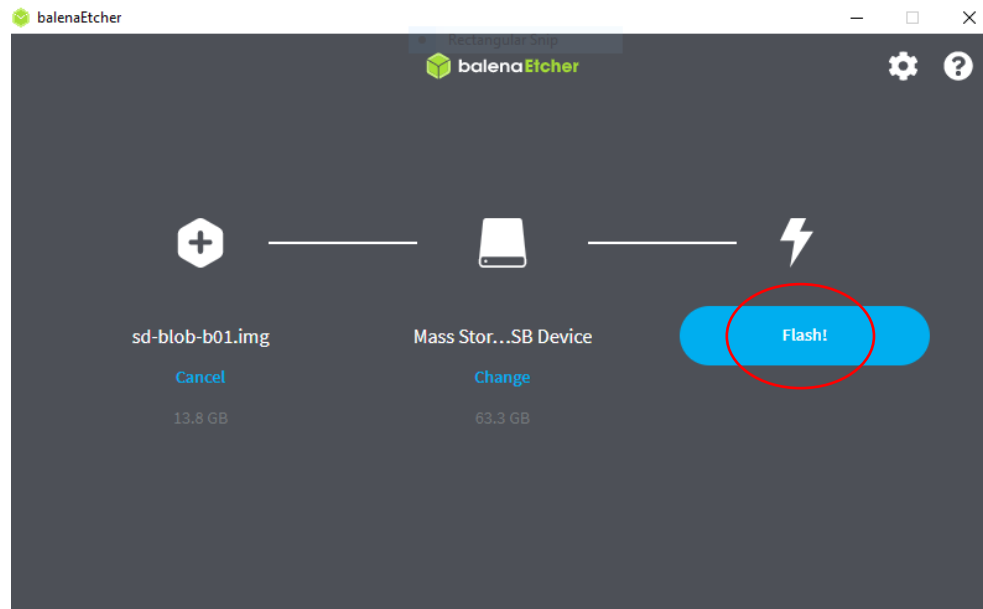 balenaEtcher
Rectangular Snip
balenaEtcher
sd-blob-b01.img
Mass Stor...SB Device
Flash!
Cancel
Change
13.8 GB
63.3 GB